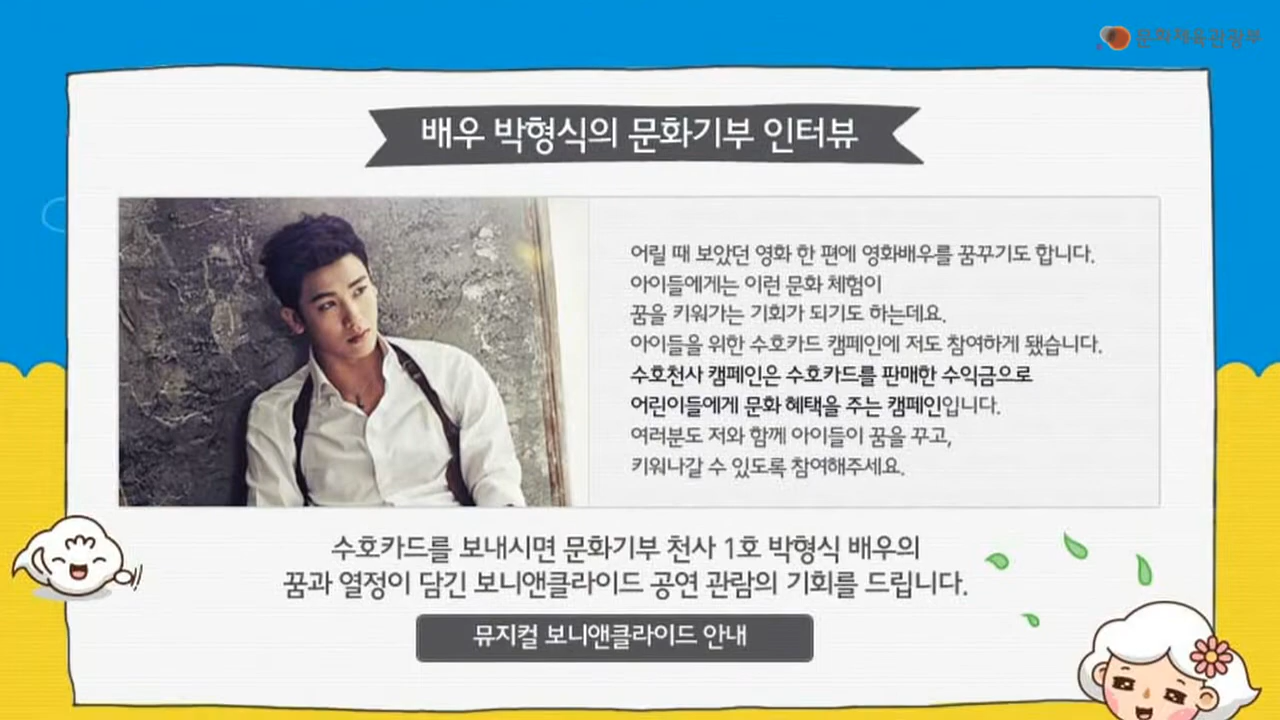 문화체육관광부
배우 박형식의 문화기부 인터뷰
어릴 때 보았던 영화 한 편에 영화배우를 꿈꾸기도 합니다.
아이들에게는 이런 문화 체험이
꿈을 키워가는 기회가 되기도 하는데요.
아이들을 위한 수호카드 캠페인에 저도 참여하게 됐습니다.
수호천사 캠페인은 수호카드를 판매한 수익금으로
어린이들에게 문화 혜택을 주는 캠페인입니다.
여러분도 저와 함께 아이들이 꿈을 꾸고,
키워나갈 수 있도록 참여해주세요.
수호카드를 보내시면 문화기부 천사 1호 박형식 배우의
꿈과 열정이 담긴 보니앤클라이드 공연 관람의 기회를 드립니다.
뮤지컬 보니앤클라이드 안내